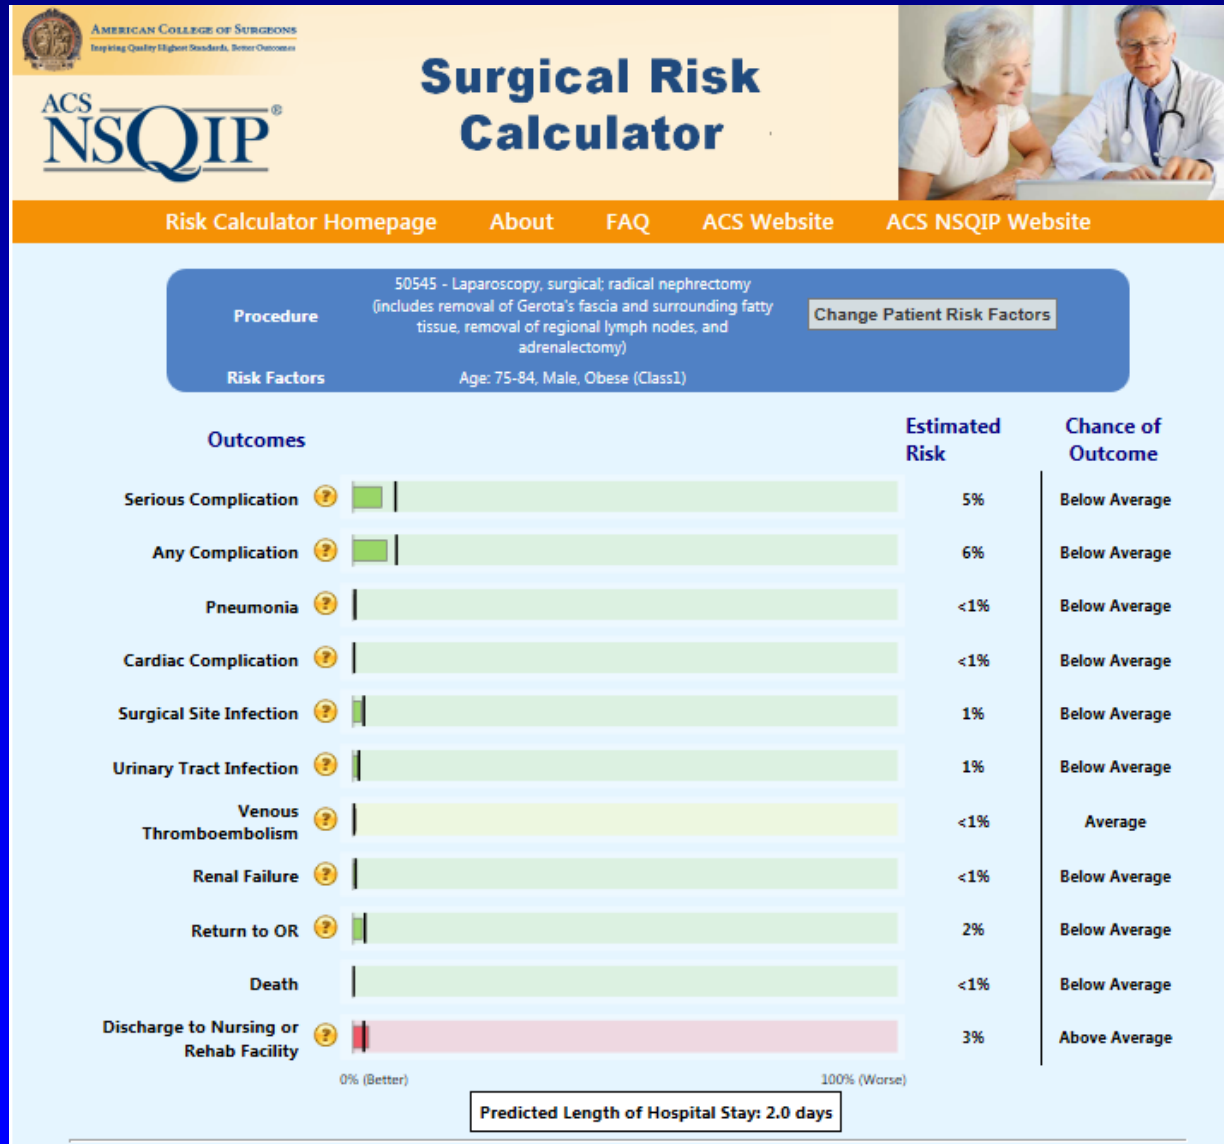 AMERICAN COLLEGE OF SURGEONS
Inspiring Quality: Highest Standards, Better Outcomes
ACS
NSQIP®
Surgical Risk
Calculator
Risk Calculator Homepage About FAQ ACS Website ACS NSQIP Website
Procedure
50545 - Laparoscopy, surgical; radical nephrectomy
(includes removal of Gerota's fascia and surrounding fatty
tissue, removal of regional lymph nodes, and
adrenalectomy)
Change Patient Risk Factors
Risk Factors Age: 75-84, Male, Obese (Class1)
Outcomes
Estimated
Risk
Chance of
Outcome
Serious Complication ? 5% Below Average
Any Complication ? 6% Below Average
Pneumonia ? <1% Below Average
Cardiac Complication ? <1% Below Average
Surgical Site Infection ? 1% Below Average
Urinary Tract Infection ? 1% Below Average
Venous
Thromboembolism ? <1% Average
Renal Failure ? <1% Below Average
Return to OR ? 2% Below Average
Death <1% Below Average
Discharge to Nursing or
Rehab Facility ? 3% Above Average
0% (Better) 100% (Worse)
Predicted Length of Hospital Stay: 2.0 days